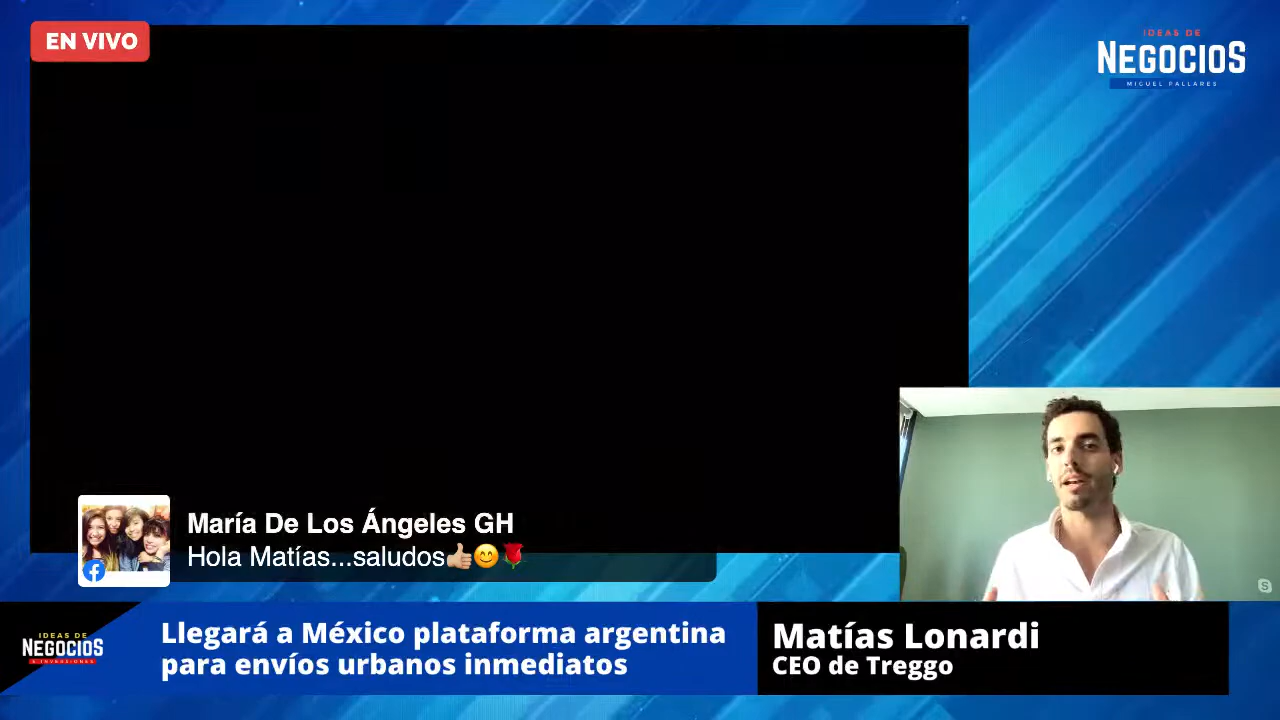 EN VIVO
IDEAS DE
NEGOCIOS
MIGUEL PALLARES
María De Los Ángeles GH
Hola Matías...saludos👍🏼😊🌹
IDEAS DE
NEGOCIOS
& INVERSIONES
Llegará a México plataforma argentina
para envíos urbanos inmediatos
Matías Lonardi
CEO de Treggo